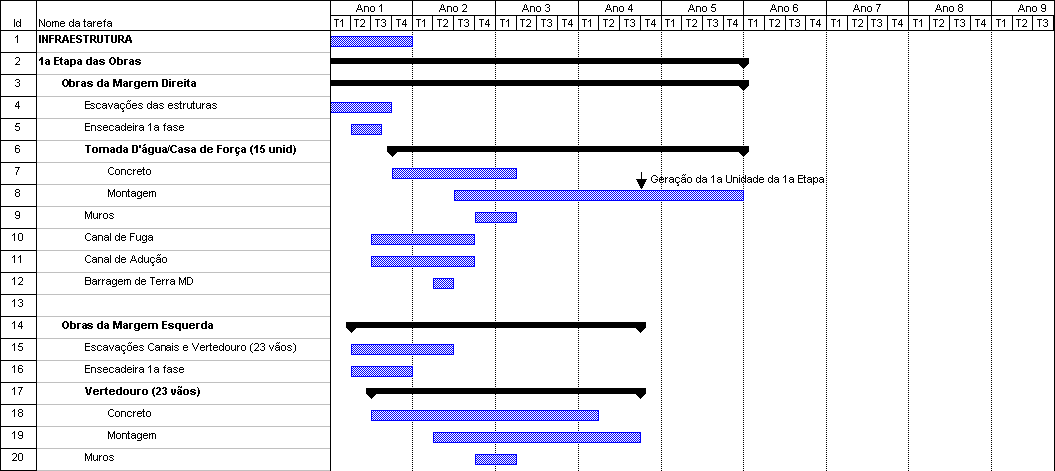 Ano 1 Ano 2 Ano 3 Ano 4 Ano 5 Ano 6 Ano 7 Ano 8 Ano 9
Id Nome da tarefa T1 T2 T3 T4 T1 T2 T3 T4 T1 T2 T3 T4 T1 T2 T3 T4 T1 T2 T3 T4 T1 T2 T3 T4 T1 T2 T3 T4 T1 T2 T3 T4 T1 T2 T3
1 INFRAESTRUTURA
2 1a Etapa das Obras
3 Obras da Margem Direita
4 Escavações das estruturas
5 Ensecadeira 1a fase
6 Tomada D'água/Casa de Força (15 unid)
7 Concreto
Geração da 1a Unidade da 1a Etapa
8 Montagem
9 Muros
10 Canal de Fuga
11 Canal de Adução
12 Barragem de Terra MD
13
14 Obras da Margem Esquerda
15 Escavações Canais e Vertedouro (23 vãos)
16 Ensecadeira 1a fase
17 Vertedouro (23 vãos)
18 Concreto
19 Montagem
20 Muros